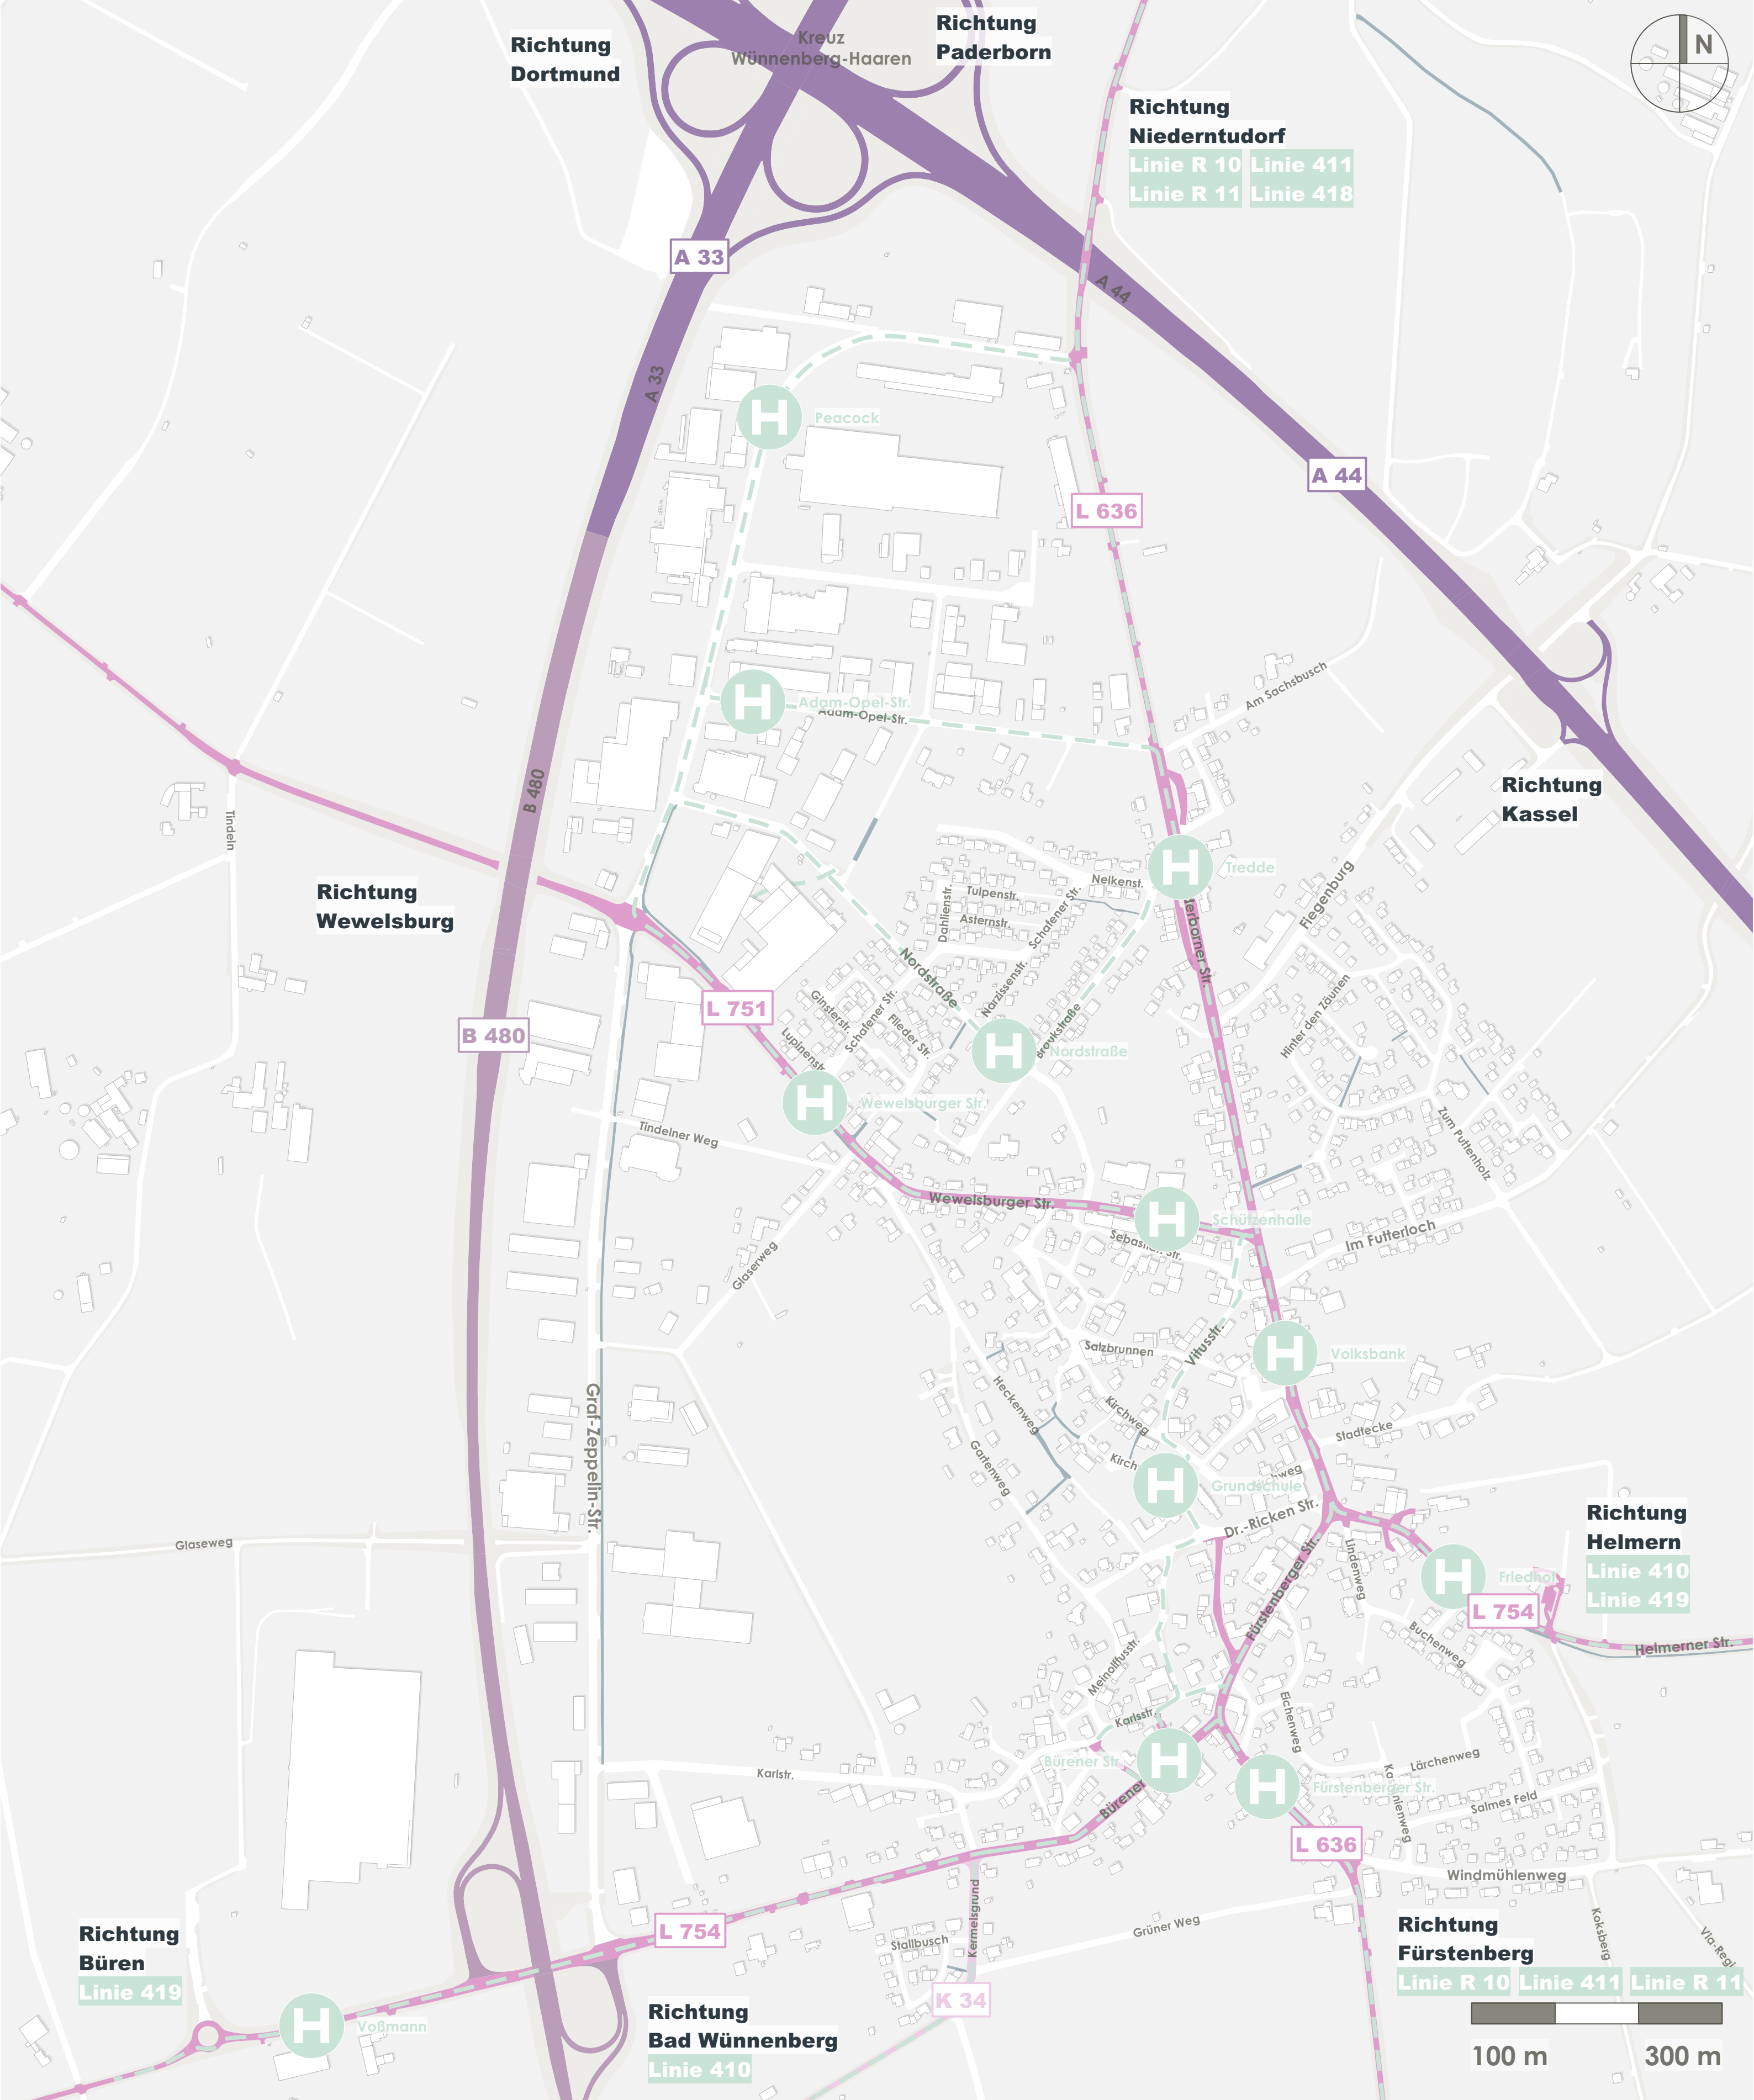 Richtung
Dortmund
Kreuz
Wünnenberg-Haaren
Richtung
Paderborn
N
Richtung
Niederntudorf
Linie R 10 Linie 411
Linie R 11 Linie 418
A 33
A 44
A 33
Peacock
A 44
L 636
Am Sachsbusch
Adam-Opel-Str.
Adam-Opel-Str.
B 480
Richtung
Kassel
Tindeln
Richtung
Wewelsburg
Tredde
Nelkenst.
Tulpenstr.
Asternstr.
Dahlienstr.
Schafener Str.
Fiegenburg
Nordstraße
Narzissenstr.
Hinter den Zäunen
L 751
B 480
Ginsterstr.
Schafener Str.
Flieder Str.
Lupinenstr.
Nordstraße
Wewelsburger Str.
Zum Puttenholz
Tindelner Weg
Wewelsburger Str.
Schützenhalle
Im Futterloch
Glaserweg
Salzbrunnen
Vitusstr.
Volksbank
Heckenweg
Kirchweg
Stadtecke
Gartenweg
Kirch
Grundschule
Dr.-Ricken Str.
Graf-Zeppelin-Str.
Glaseweg
Lindenweg
Fürstenberger Str.
Friedhof
L 754
Richtung
Helmern
Linie 410
Linie 419
Helmerner Str.
Buchenweg
Meinolfusstr.
Karlsstr.
Eichenweg
Bürener Str.
Lärchenweg
Karlstr.
Fürstenberger Str.
Salmes Feld
Bürener
L 636
Windmühlenweg
Kermelsgrund
Grüner Weg
Stallbusch
Koksberg
L 754
K 34
Richtung
Büren
Linie 419
Voßmann
Richtung
Bad Wünnenberg
Linie 410
Richtung
Fürstenberg
Linie R 10 Linie 411 Linie R 11
100 m 300 m